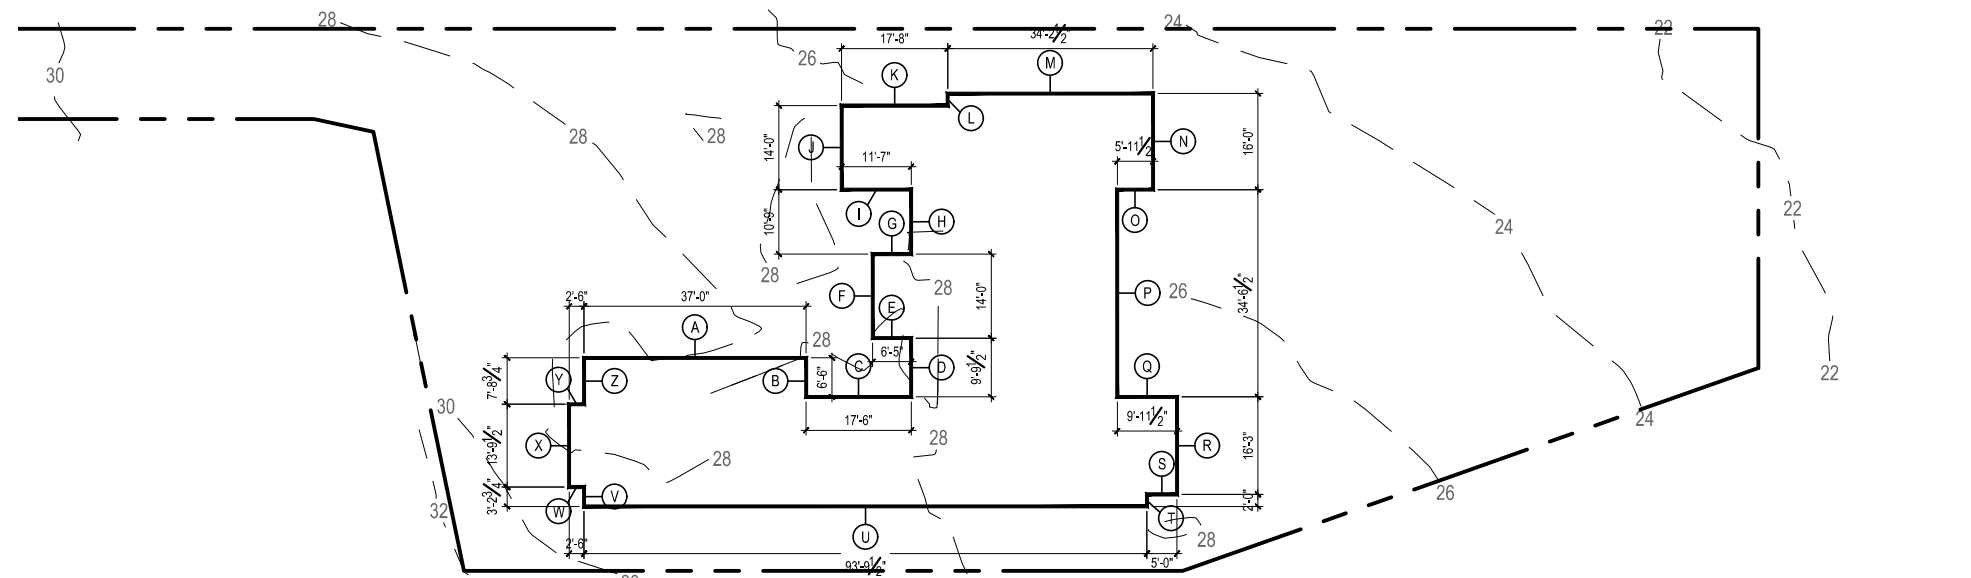 28
24
22
17'-8"
34'-2 1/2"
26
30
K
M
L
28
28
14'-0"
J
11'-7"
5'-11 1/2"
N
16'-0"
10'-9"
I
G
H
O
22
24
28
28
F
E
14'-0"
P
26
34'-6 1/2"
2'-6"
37'-0"
A
28
6'-5"
9'-9 1/2"
7'-8 3/4"
Y
Z
B
6'-6"
C
D
Q
22
30
17'-6"
9'-11 1/2"
24
13'-9 1/2"
X
28
28
R
16'-3"
S
3'-2 3/4"
V
26
2'-0"
32
W
T
U
28
2'-6"
93'-9 1/2"
5'-0"